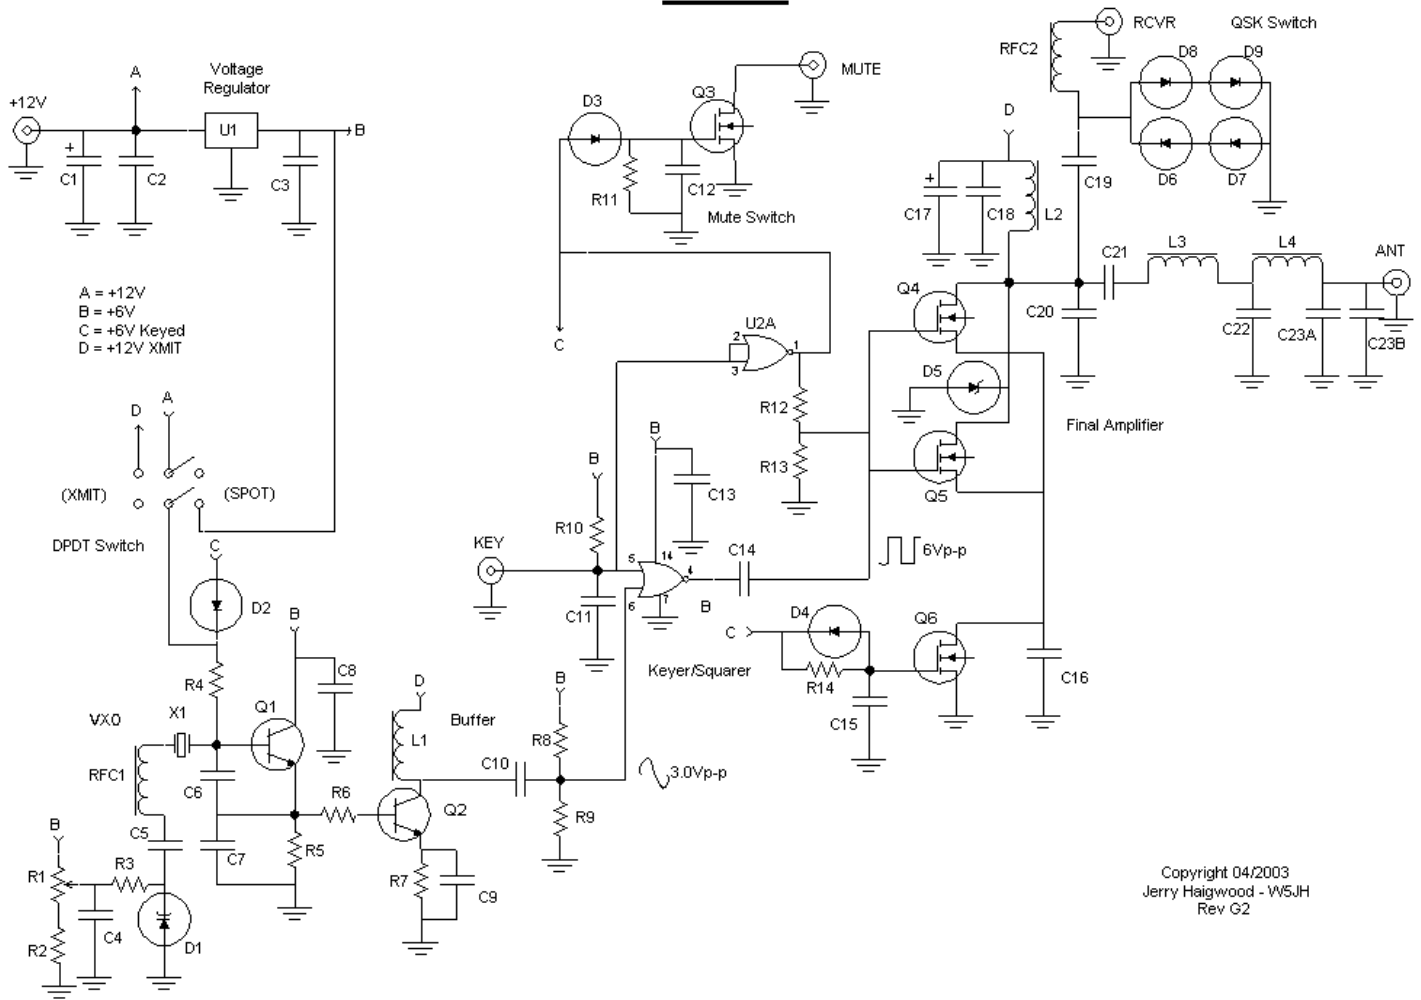 RCVR
QSK Switch
RFC2
D8
D9
D6
D7
Voltage
Regulator
A
+12V
U1
B
+
C1
C2
C3
D3
Q3
MUTE
R11
C12
Mute Switch
D
+
C17
C18
L2
C19
C21
L3
L4
ANT
Q4
C20
C22
C23A
C23B
A = +12V
B = +6V
C = +6V Keyed
D = +12V XMIT
C
U2A
2
3
1
D5
R12
R13
Final Amplifier
D
A
(XMIT)
(SPOT)
DPDT Switch
B
B
C13
R10
KEY
5
14
4
6
7
C11
C14
B
Q5
6Vp-p
C
D2
B
C8
R4
Keyer/Squarer
C
D4
R14
C15
Q6
C16
VXO
X1
Q1
RFC1
C6
C7
C5
R5
R6
D
L1
Buffer
Q2
C10
B
R8
R9
3.0Vp-p
R7
C9
B
R1
R3
C4
R2
D1
Copyright 04/2003
Jerry Haigwood - W5JH
Rev G2